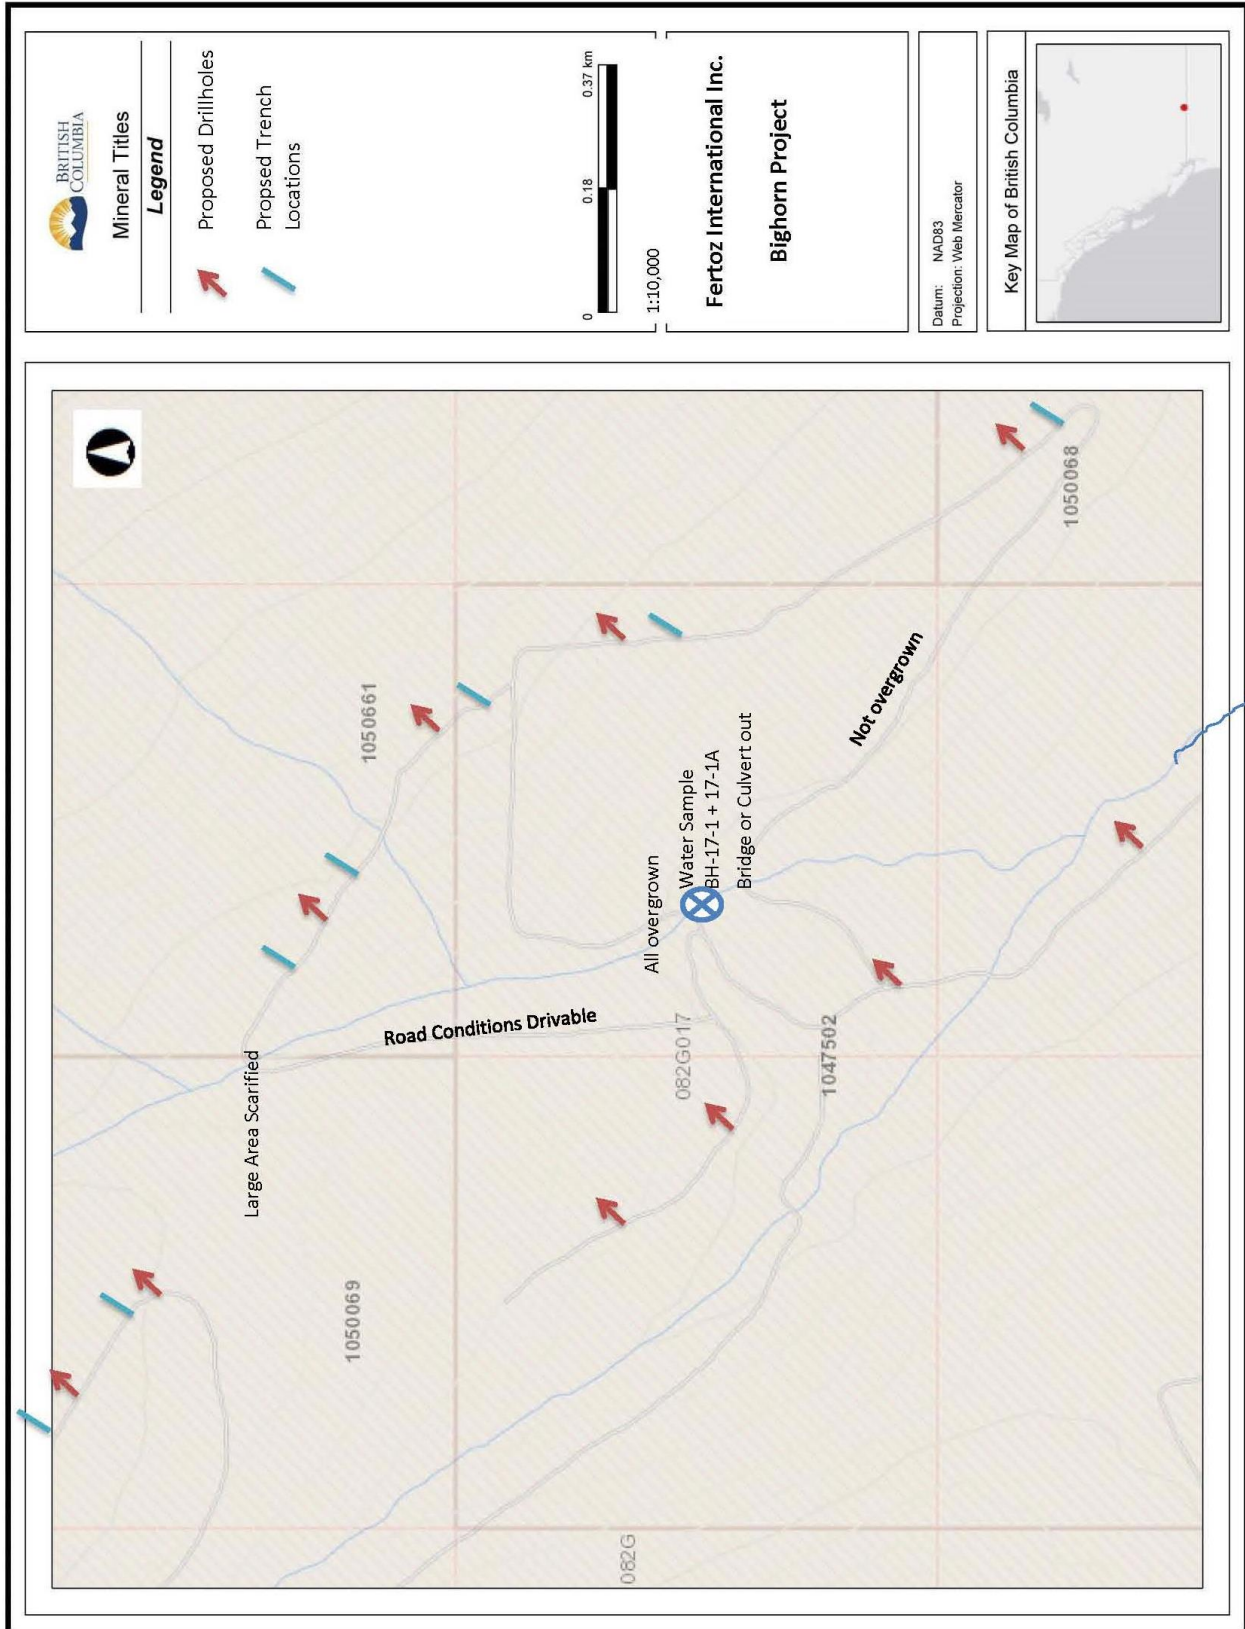 BRITISH
COLUMBIA
Mineral Titles
Legend
Proposed Drillholes
Propsed Trench
Locations
0
0.18
0.37 km
1:10,000
Fertoz International Inc.
Bighorn Project
Datum: NAD83
Projection: Web Mercator
Key Map of British Columbia
1050661
1050069
Large Area Scarified
Road Conditions Drivable
All overgrown
Water Sample
BH-17-1 + 17-1A
Bridge or Culvert out
Not overgrown
082G
082G017
1047502
1050068